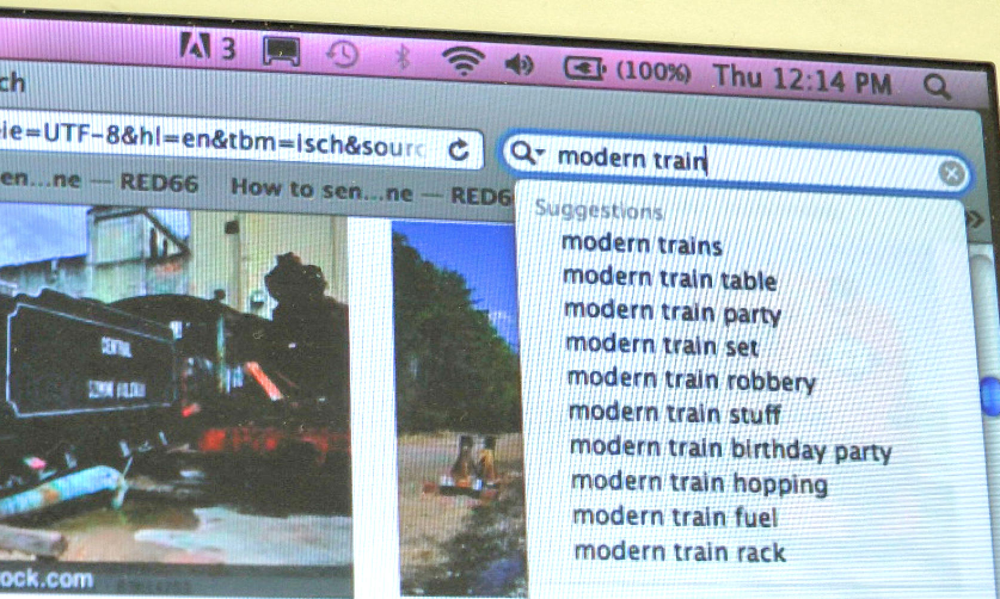 3 (100%) Thu 12:14 PM
ch
ie=UTF-8&hl=en&tbm=isch&sourc
modern train
en...ne — RED66 How to sen...ne — RED6
Suggestions
modern trains
modern train table
modern train party
modern train set
modern train robbery
modern train stuff
modern train birthday party
modern train hopping
modern train fuel
modern train rack
CENTRAL
ock.com